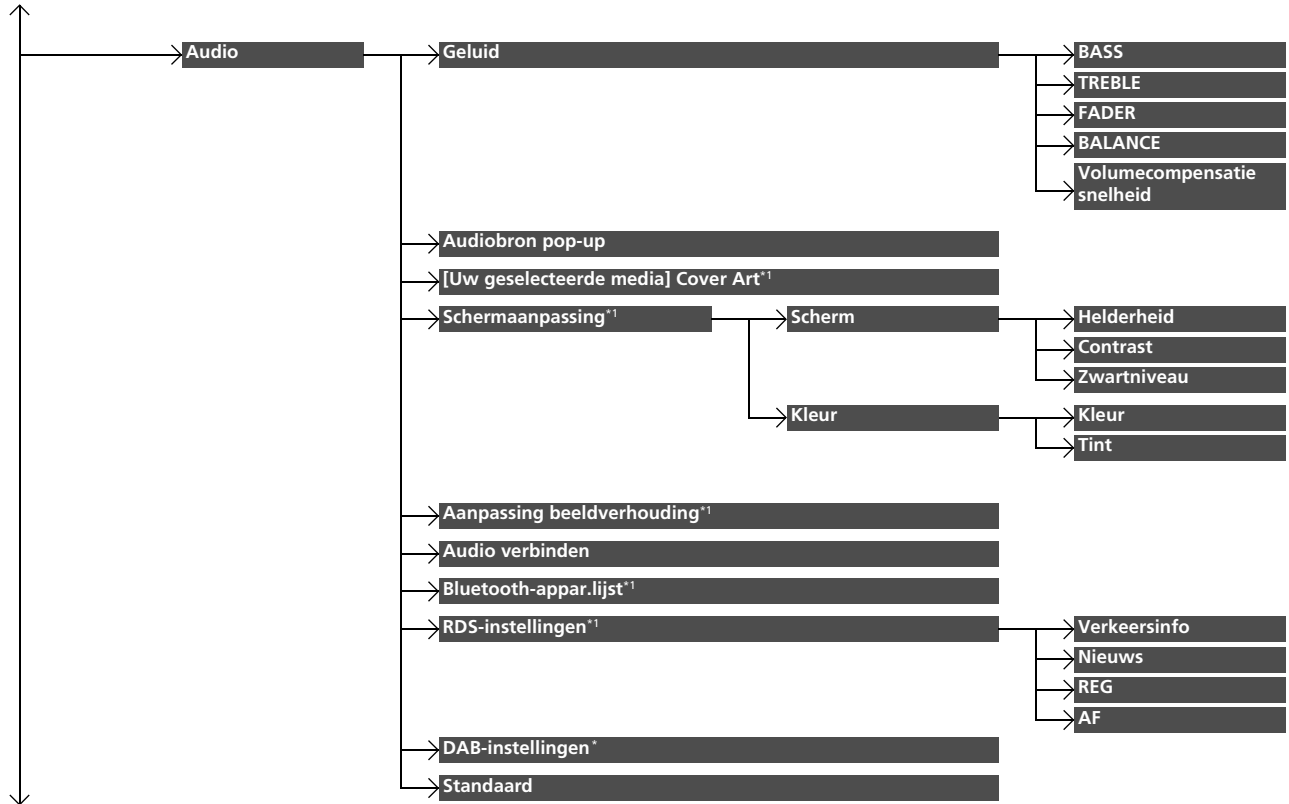 Audio
Geluid
BASS
TREBLE
FADER
BALANCE
Volumecompensatie
snelheid
Audiobron pop-up
[Uw geselecteerde media] Cover Art*1
Schermaanpassing*1
Scherm
Helderheid
Contrast
Zwartniveau
Kleur
Kleur
Tint
Aanpassing beeldverhouding*1
Audio verbinden
Bluetooth-appar.lijst*1
RDS-instellingen*1
Verkeersinfo
Nieuws
REG
AF
DAB-instellingen*
Standaard